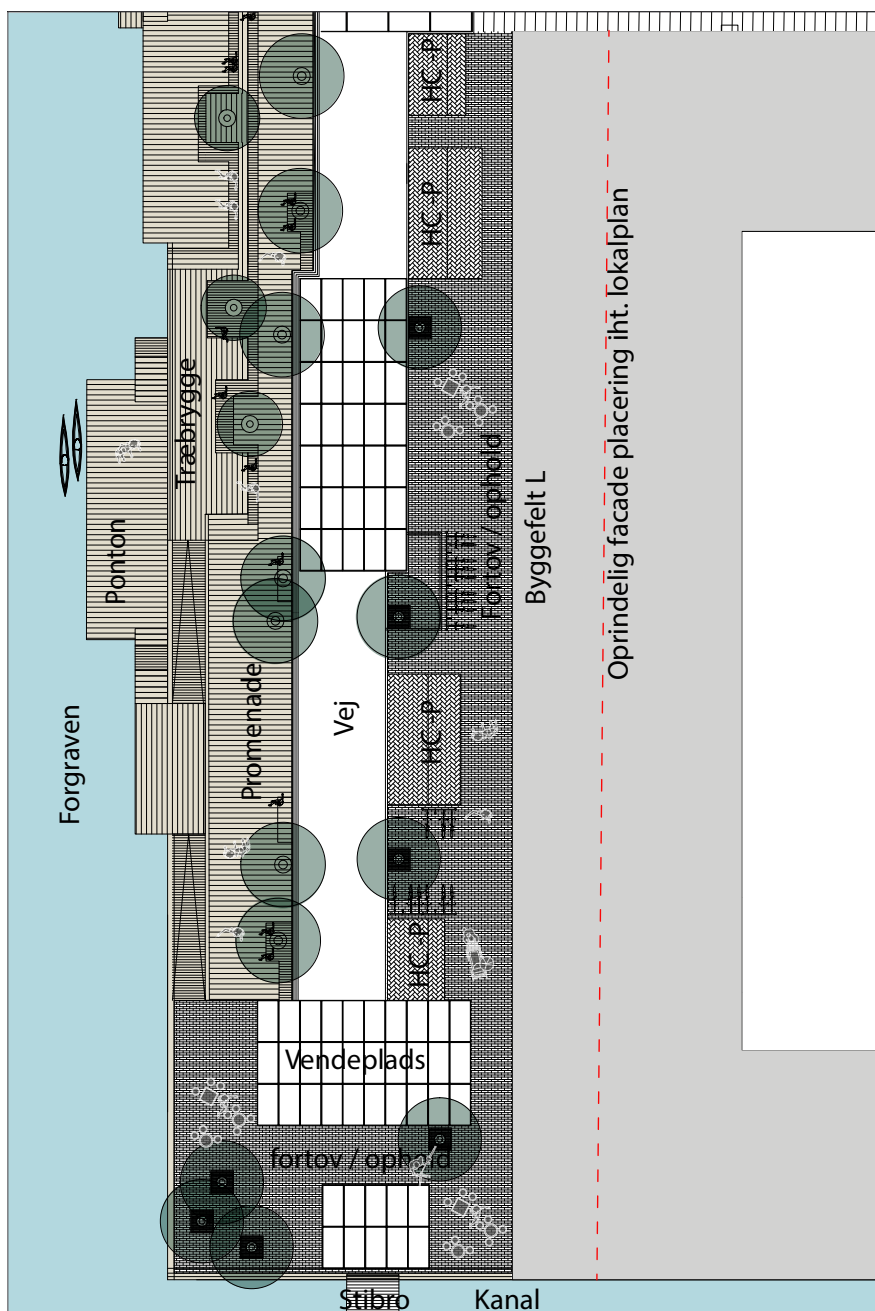 HC -P
HC -P
Oprindelig facade placering iht. lokalplan
Træbrygge
Fortov / ophold
Byggefelt L
Ponton
Promenade
Vej
HC -P
Forgraven
HC -P
Vendeplads
fortov / ophold
Stibro
Kanal